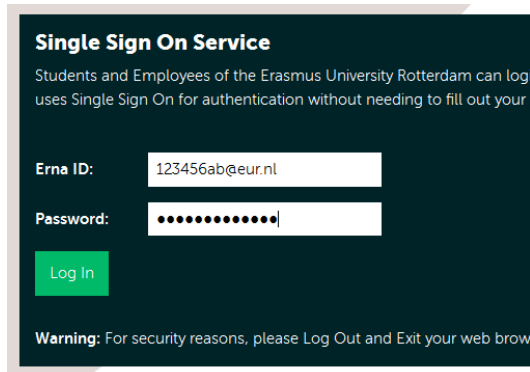 Single Sign On Service
Students and Employees of the Erasmus University Rotterdam can log
uses Single Sign On for authentication without needing to fill out your
Erna ID: 123456ab@eur.nl
Password: •••••••••••••
Log In
Warning: For security reasons, please Log Out and Exit your web brow